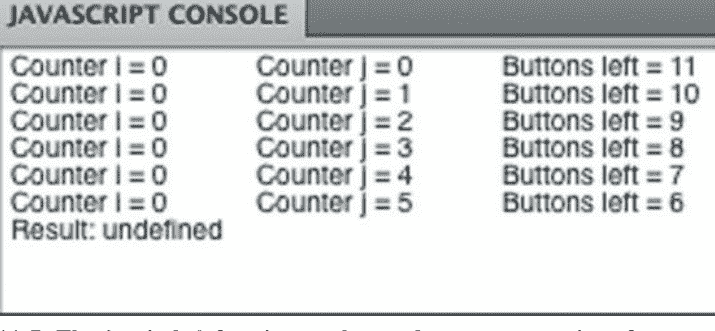 JAVASCRIPT CONSOLE
Counter i = 0 Counter j = 0 Buttons left = 11
Counter i = 0 Counter j = 1 Buttons left = 10
Counter i = 0 Counter j = 2 Buttons left = 9
Counter i = 0 Counter j = 3 Buttons left = 8
Counter i = 0 Counter j = 4 Buttons left = 7
Counter i = 0 Counter j = 5 Buttons left = 6
Result: undefined